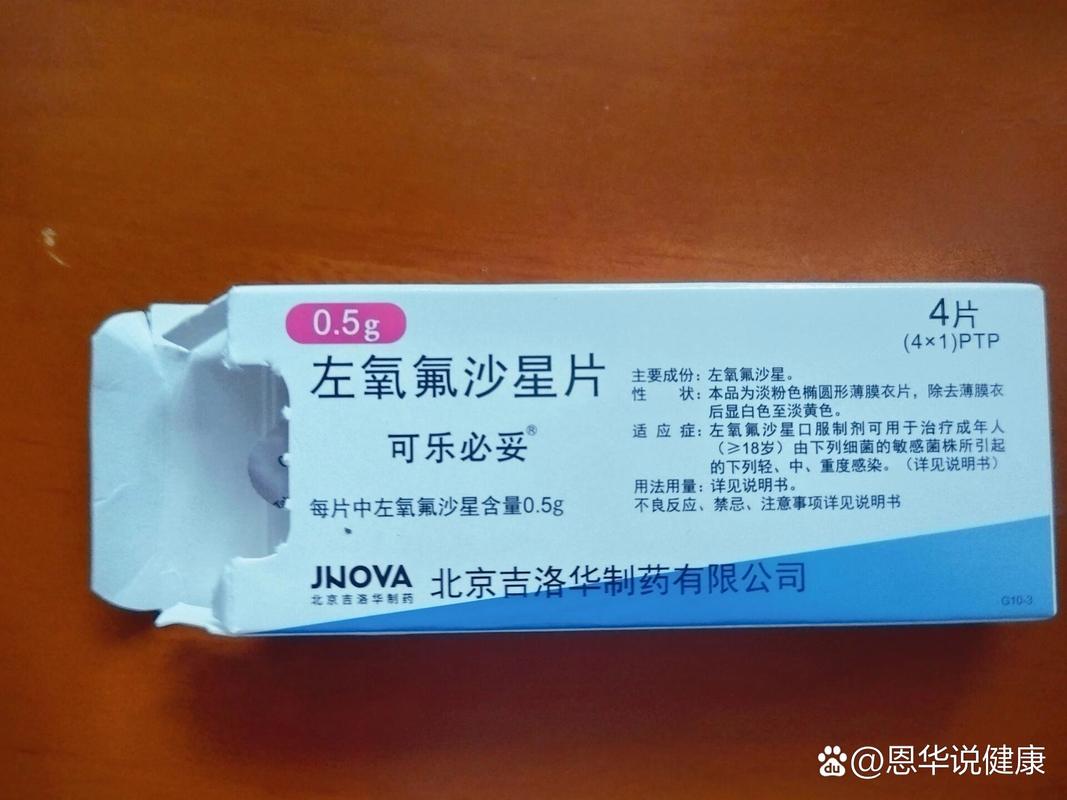 0.5g
左氧氟沙星片
可乐必妥®
每片中左氧氟沙星含量0.5g
JNOVA
北京吉洛华制药
北京吉洛华制药有限公司
4片
(4×1)PTP
主要成份：左氧氟沙星。
性 状：本品为淡粉色椭圆形薄膜衣片，除去薄膜衣
后显白色至淡黄色。
适 应 症：左氧氟沙星口服制剂可用于治疗成年人
（≥18岁）由下列细菌的敏感菌株所引起
的下列轻、中、重度感染。（详见说明书）
用法用量：详见说明书。
不良反应、禁忌、注意事项详见说明书
G10-3
du @恩华说健康